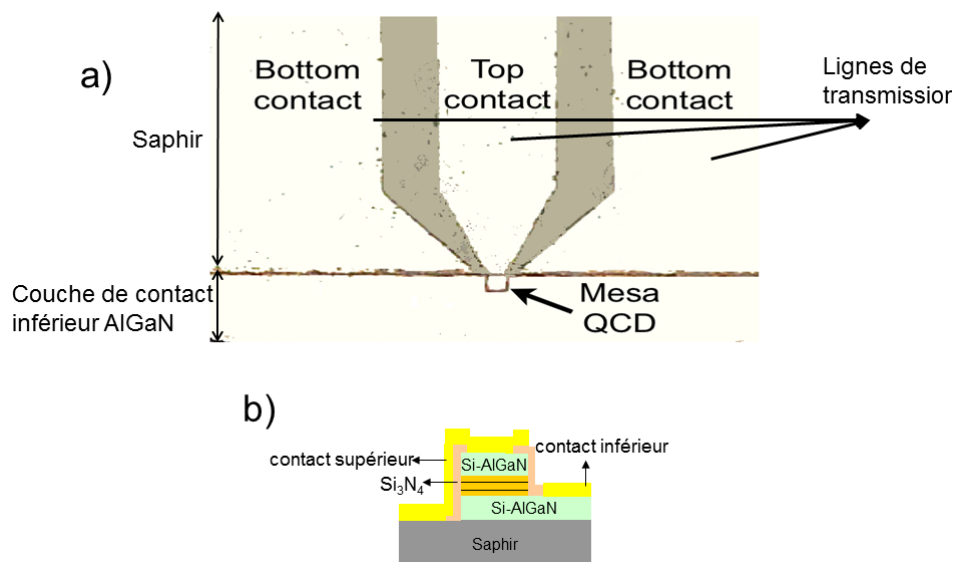 a)
Bottom
contact
Top
contact
Bottom
contact
Lignes de
transmissior
Saphir
Couche de contact
inférieur AlGaN
Mesa
QCD
b)
contact supérieur
contact inférieur
Si-AlGaN
Si₃N₄
Si-AlGaN
Saphir